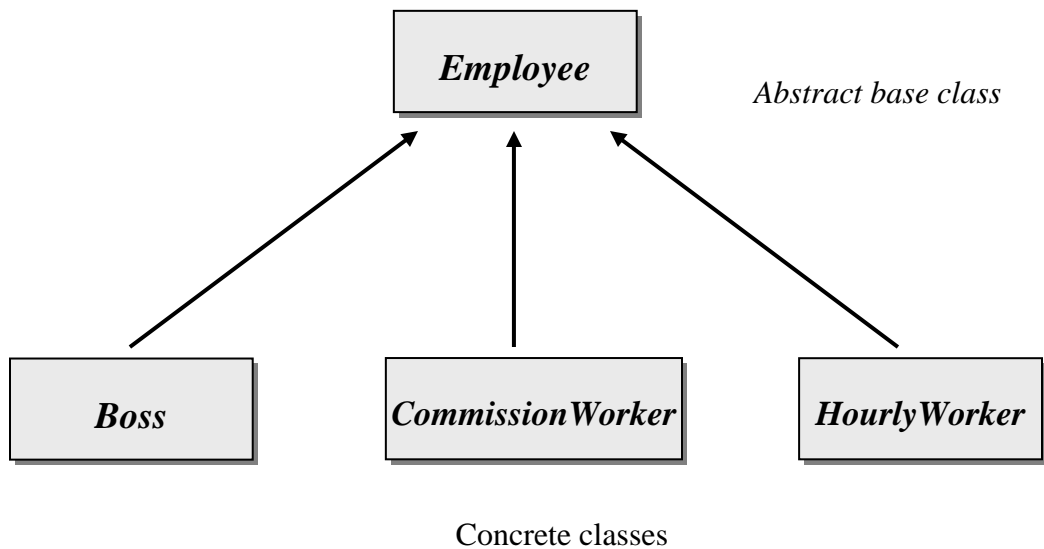 Employee
Abstract base class
Boss
CommissionWorker
HourlyWorker
Concrete classes